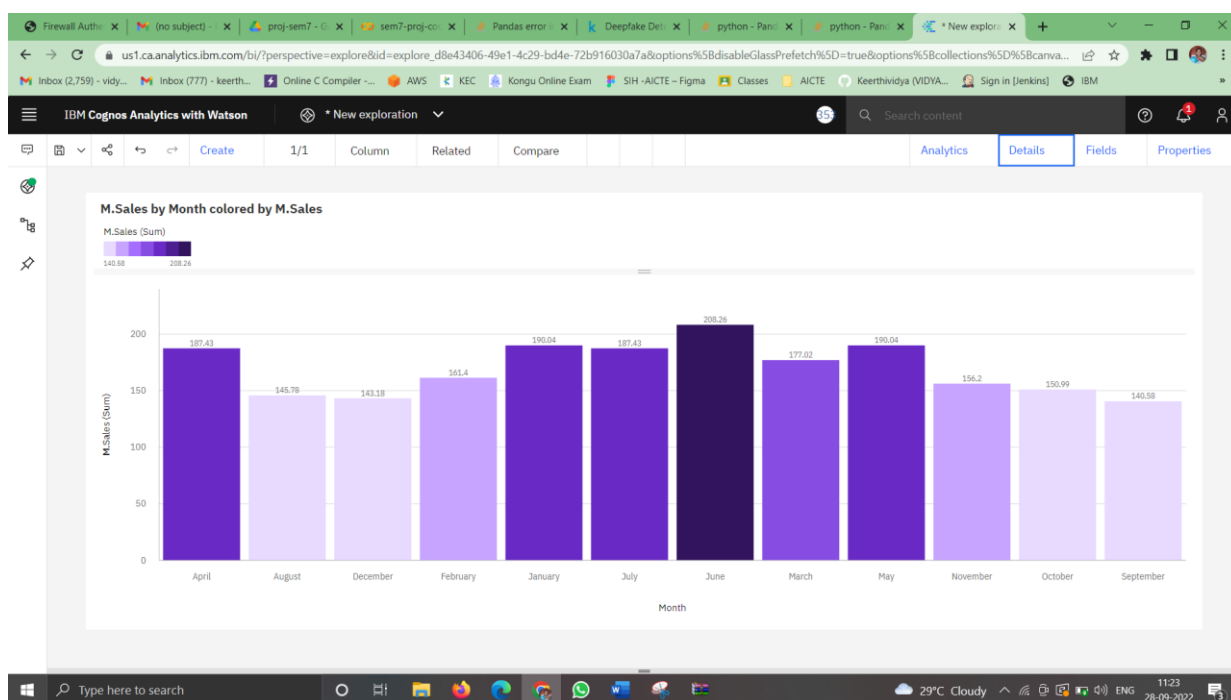 Firewall Authe
(no subject) -
proj-sem7 - G
sem7-proj-co
Pandas error i
Deepfake Det
python - Pand
python - Pand
* New explora
us1.ca.analytics.ibm.com/bi/?perspective=explore&id=explore_d8e43406-49e1-4c29-bd4e-72b916030a7a&options%5BdisableGlassPrefetch%5D=true&options%5Bcollections%5D%5Bcanva...
Inbox (2,759) - vidy...
Inbox (777) - keerth...
Online C Compiler -...
AWS
KEC
Kongu Online Exam
SIH -AICTE – Figma
Classes
AICTE
Keerthividya (VIDYA...
Sign in [Jenkins]
IBM
»
IBM Cognos Analytics with Watson
* New exploration
Search content
1
Create
1/1
Column
Related
Compare
Analytics
Details
Fields
Properties
M.Sales by Month colored by M.Sales
M.Sales (Sum)
140.58 208.26
M.Sales (Sum)
200
150
100
50
0
187.43
145.78
143.18
161.4
190.04
187.43
208.26
177.02
190.04
156.2
150.99
140.58
April August December February January July June March May November October September
Month
Type here to search
29°C Cloudy
ENG
11:23
28-09-2022